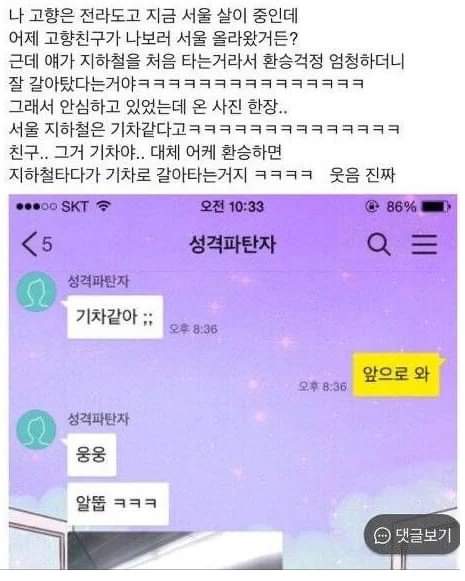 나 고향은 전라도고 지금 서울 살이 중인데
어제 고향친구가 나보러 서울 올라왔거든?
근데 얘가 지하철을 처음 타는거라서 환승걱정 엄청하더니
잘 갈아탔다는거야ㅋㅋㅋㅋㅋㅋㅋㅋㅋㅋㅋㅋㅋㅋㅋ
그래서 안심하고 있었는데 온 사진 한장..
서울 지하철은 기차같다고ㅋㅋㅋㅋㅋㅋㅋㅋㅋㅋㅋㅋㅋㅋ
친구.. 그거 기차야.. 대체 어케 환승하면
지하철타다가 기차로 갈아타는거지 ㅋㅋㅋㅋ 웃음 진짜
SKT 오전 10:33 86%
5 성격파탄자
성격파탄자
기차같아 ;;
오후 8:36
앞으로 와
오후 8:36
성격파탄자
웅웅
알뚭 ㅋㅋㅋ
댓글보기